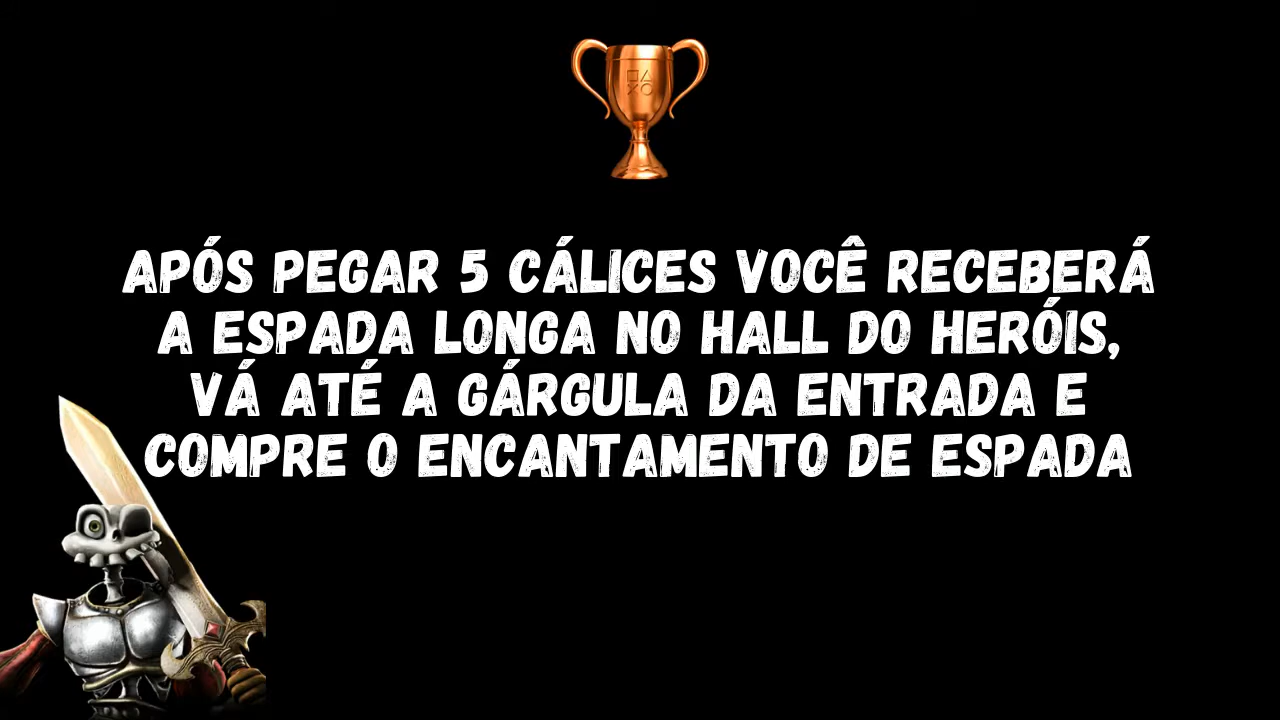 APÓS PEGAR 5 CÁLICES VOCÊ RECEBERÁ
A ESPADA LONGA NO HALL DO HERÓIS,
VÁ ATÉ A GÁRGULA DA ENTRADA E
COMPRE O ENCANTAMENTO DE ESPADA